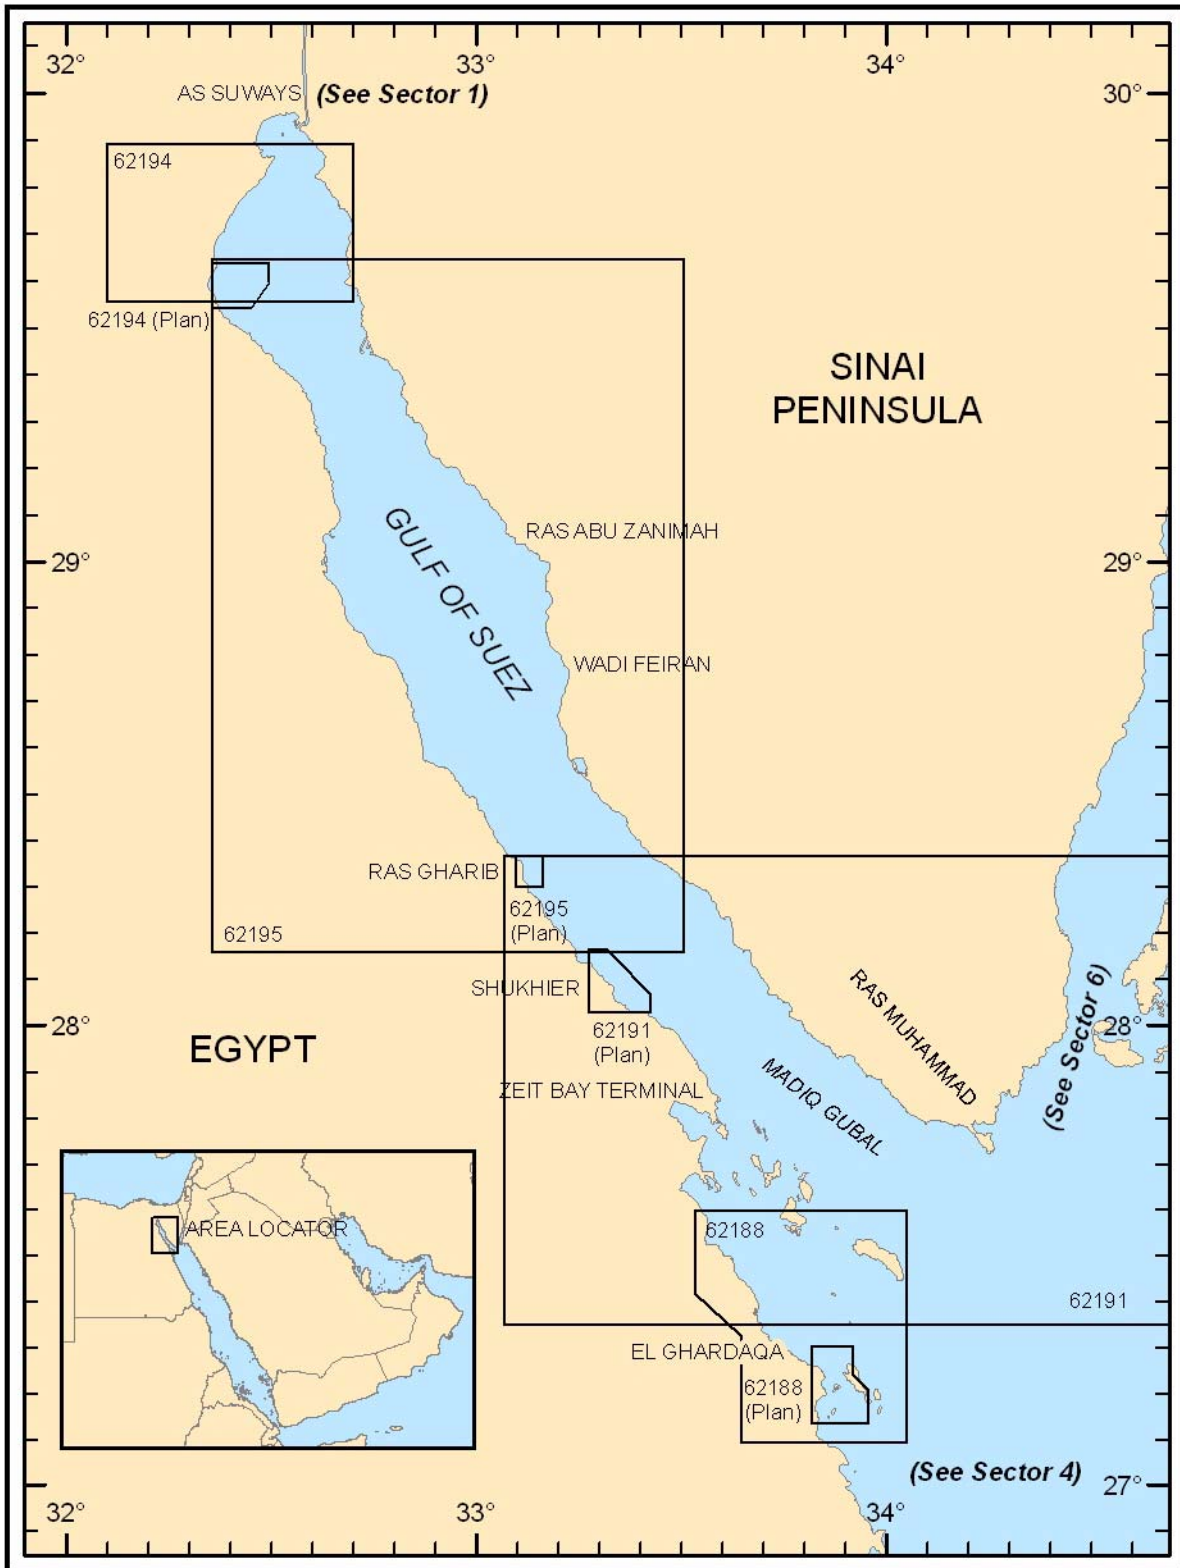 32°
33°
34°
AS SUWAYS
(See Sector 1)
30°
62194
62194 (Plan)
SINAI
PENINSULA
GULF OF SUEZ
RAS ABU ZANIMAH
29°
29°
WADI FEIRAN
RAS GHARIB
62195
(Plan)
62195
SHUKHIER
62191
(Plan)
RAS MUHAMMAD
(See Sector 6)
28°
28°
EGYPT
ZEIT BAY TERMINAL
MADIQ GUBAL
AREA LOCATOR
62188
62191
EL GHARDAQA
62188
(Plan)
(See Sector 4)
27°
32°
33°
34°